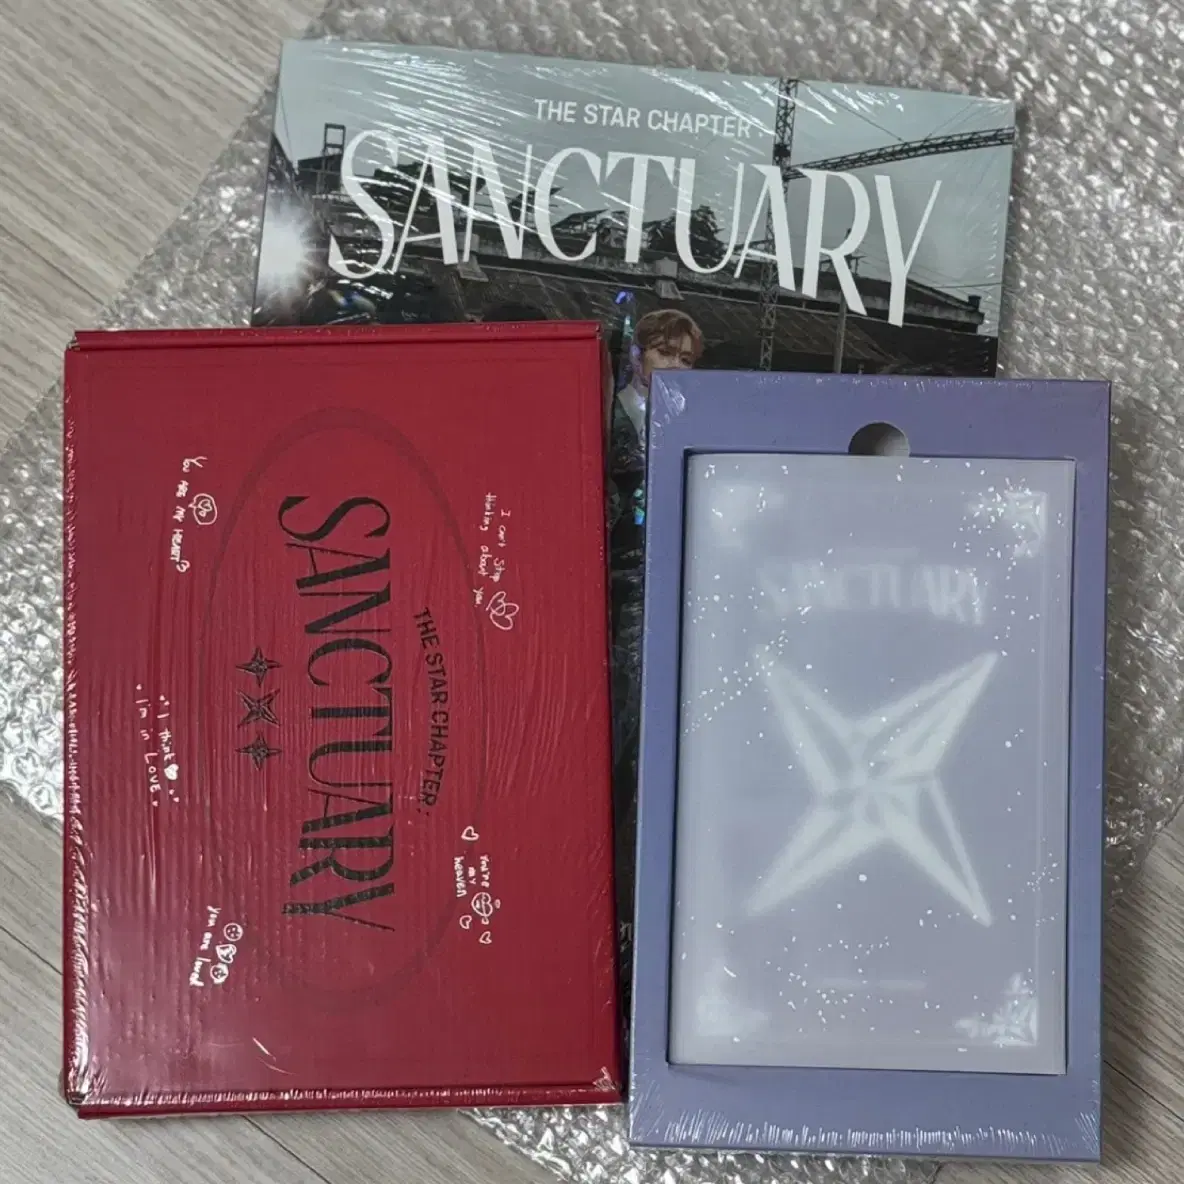 THE STAR CHAPTER :
SANCTUARY
You ARE MY HEART
I can't stop
thinking about you
THE STAR CHAPTER :
SANCTUARY
I think
I'm in LOVE
you're
my
heaven
you are loved
SANCTUARY